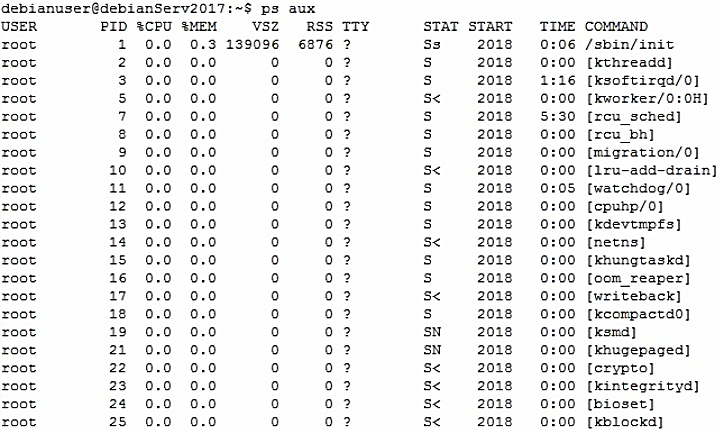 debianuser@debianServ2017:~$ ps aux
USER       PID %CPU %MEM    VSZ   RSS TTY      STAT START   TIME COMMAND
root         1  0.0  0.3 139096  6876 ?        Ss    2018   0:06 /sbin/init
root         2  0.0  0.0      0     0 ?        S     2018   0:00 [kthreadd]
root         3  0.0  0.0      0     0 ?        S     2018   1:16 [ksoftirqd/0]
root         5  0.0  0.0      0     0 ?        S<    2018   0:00 [kworker/0:0H]
root         7  0.0  0.0      0     0 ?        S     2018   5:30 [rcu_sched]
root         8  0.0  0.0      0     0 ?        S     2018   0:00 [rcu_bh]
root         9  0.0  0.0      0     0 ?        S     2018   0:00 [migration/0]
root        10  0.0  0.0      0     0 ?        S<    2018   0:00 [lru-add-drain]
root        11  0.0  0.0      0     0 ?        S     2018   0:05 [watchdog/0]
root        12  0.0  0.0      0     0 ?        S     2018   0:00 [cpuhp/0]
root        13  0.0  0.0      0     0 ?        S     2018   0:00 [kdevtmpfs]
root        14  0.0  0.0      0     0 ?        S<    2018   0:00 [netns]
root        15  0.0  0.0      0     0 ?        S     2018   0:00 [khungtaskd]
root        16  0.0  0.0      0     0 ?        S     2018   0:00 [oom_reaper]
root        17  0.0  0.0      0     0 ?        S<    2018   0:00 [writeback]
root        18  0.0  0.0      0     0 ?        S     2018   0:00 [kcompactd0]
root        19  0.0  0.0      0     0 ?        SN    2018   0:00 [ksmd]
root        21  0.0  0.0      0     0 ?        SN    2018   0:00 [khugepaged]
root        22  0.0  0.0      0     0 ?        S<    2018   0:00 [crypto]
root        23  0.0  0.0      0     0 ?        S<    2018   0:00 [kintegrityd]
root        24  0.0  0.0      0     0 ?        S<    2018   0:00 [bioset]
root        25  0.0  0.0      0     0 ?        S<    2018   0:00 [kblockd]